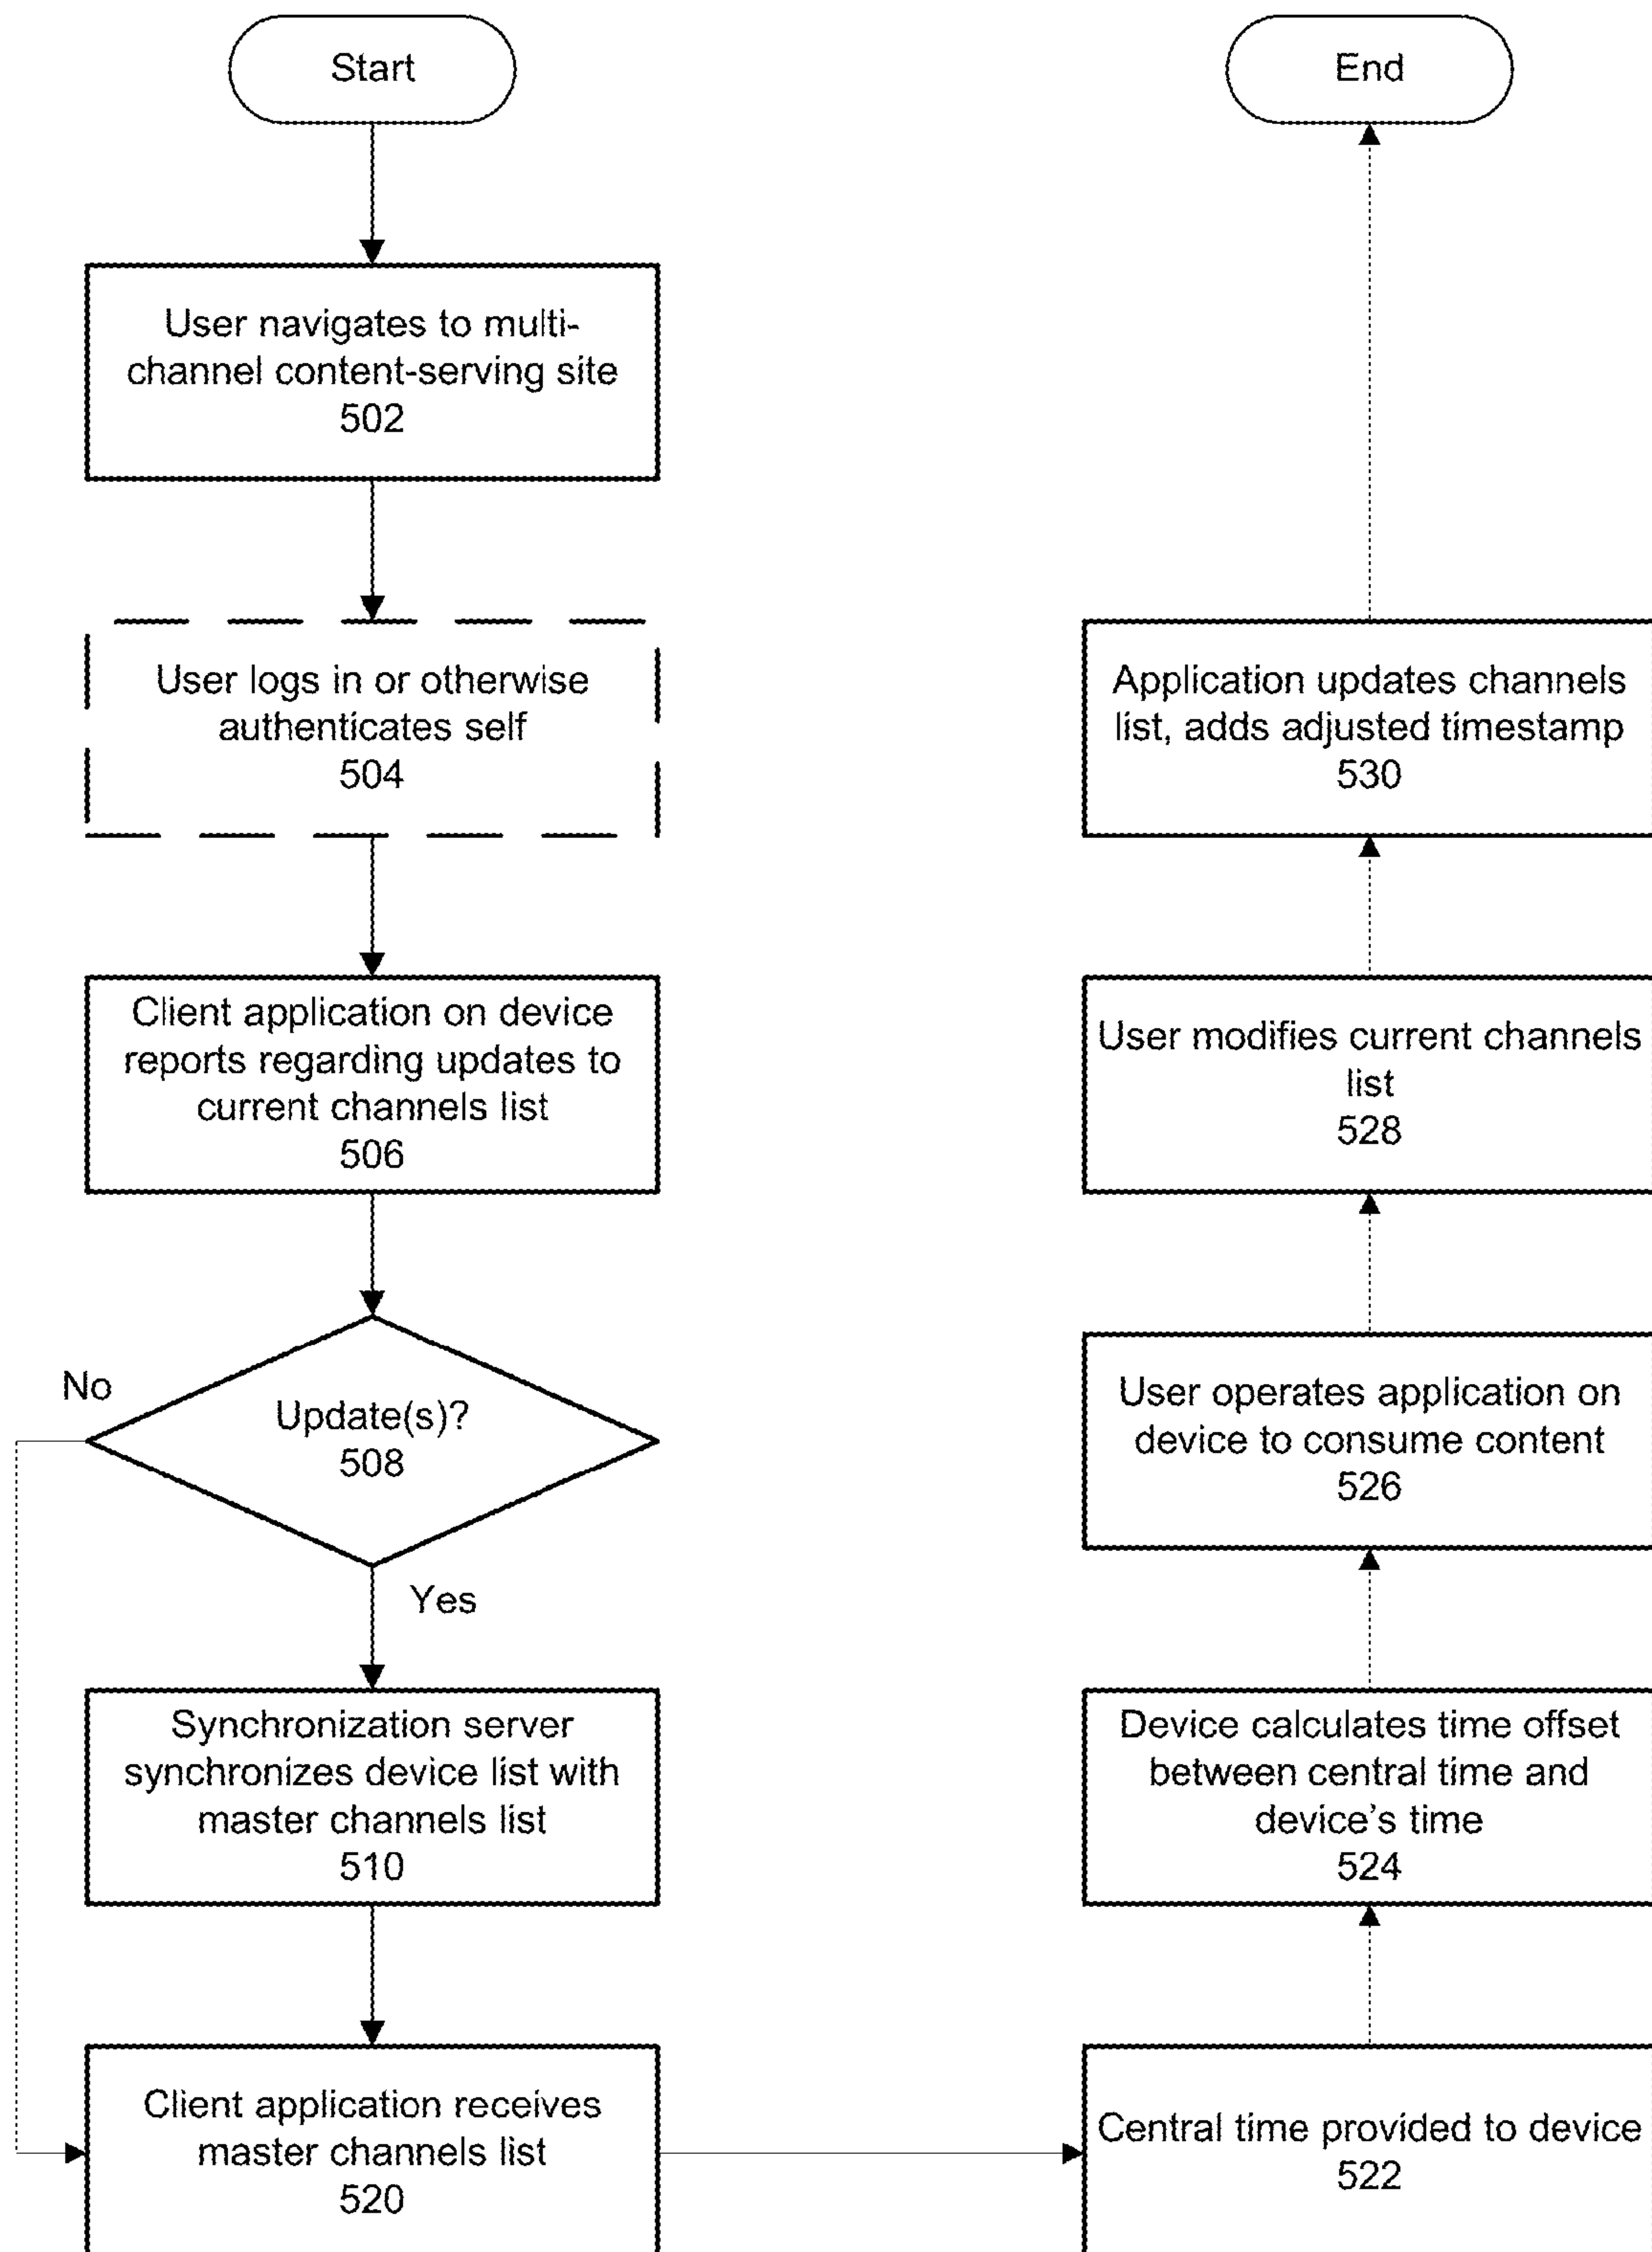 Start
User navigates to multi-
channel content-serving site
502
User logs in or otherwise
authenticates self
504
Client application on device
reports regarding updates to
current channels list
506
No
Update(s)?
508
Yes
Synchronization server
synchronizes device list with
master channels list
510
Client application receives
master channels list
520
End
Application updates channels
list, adds adjusted timestamp
530
User modifies current channels
list
528
User operates application on
device to consume content
526
Device calculates time offset
between central time and
device's time
524
Central time provided to device
522